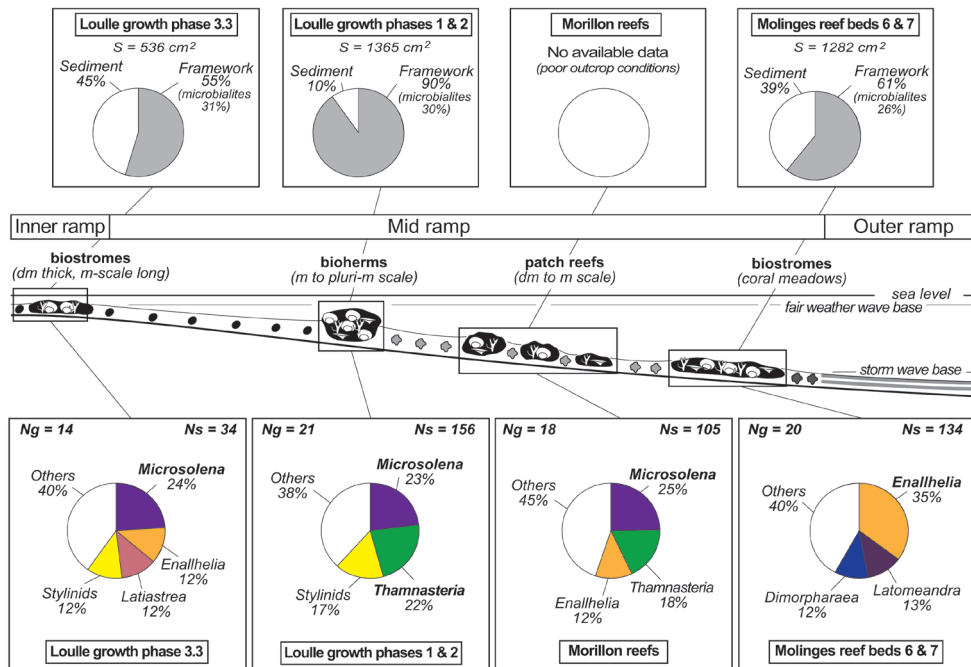 Loulle growth phase 3.3
S = 536 cm²
Sediment
45%
Framework
55%
(microbialites
31%)
Loulle growth phases 1 & 2
S = 1365 cm²
Sediment
10%
Framework
90%
(microbialites
30%)
Morillon reefs
No available data
(poor outcrop conditions)
Molinges reef beds 6 & 7
S = 1282 cm²
Sediment
39%
Framework
61%
(microbialites
26%)
Inner ramp
Mid ramp
Outer ramp
biostromes
(dm thick, m-scale long)
bioherms
(m to pluri-m scale)
patch reefs
(dm to m scale)
biostromes
(coral meadows)
sea level
fair weather wave base
storm wave base
Ng = 14 Ns = 34
Others
40%
Microsolena
24%
Enallhelia
12%
Latiastrea
12%
Stylinids
12%
Loulle growth phase 3.3
Ng = 21 Ns = 156
Others
38%
Microsolena
23%
Stylinids
17%
Thamnasteria
22%
Loulle growth phases 1 & 2
Ng = 18 Ns = 105
Others
45%
Microsolena
25%
Enallhelia
12%
Thamnasteria
18%
Morillon reefs
Ng = 20 Ns = 134
Others
40%
Enallhelia
35%
Dimorpharaea
12%
Latomeandra
13%
Molinges reef beds 6 & 7